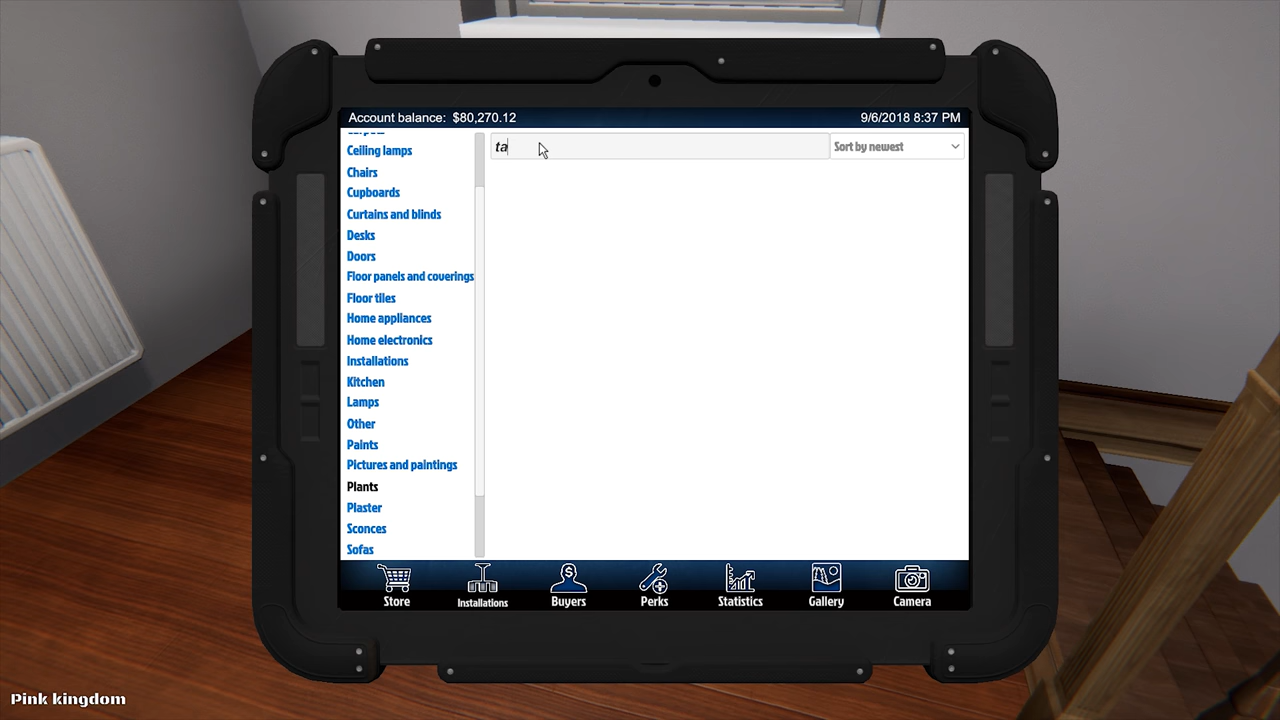 Account balance: $80,270.12
9/6/2018 8:37 PM
Carpets
Ceiling lamps
Chairs
Cupboards
Curtains and blinds
Desks
Doors
Floor panels and coverings
Floor tiles
Home appliances
Home electronics
Installations
Kitchen
Lamps
Other
Paints
Pictures and paintings
Plants
Plaster
Sconces
Sofas
ta
Sort by newest
Store
Installations
Buyers
Perks
Statistics
Gallery
Camera
Pink kingdom